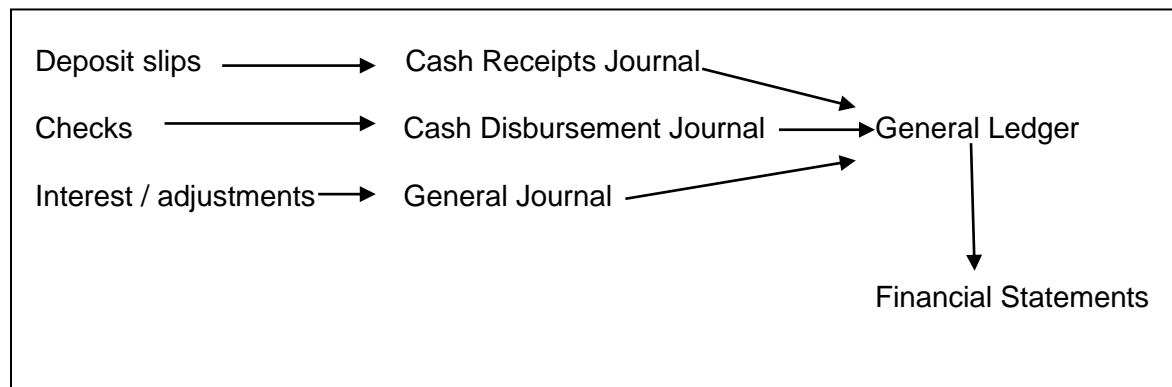 Deposit slips
Cash Receipts Journal
Checks
Cash Disbursement Journal
General Ledger
Interest / adjustments
General Journal
Financial Statements